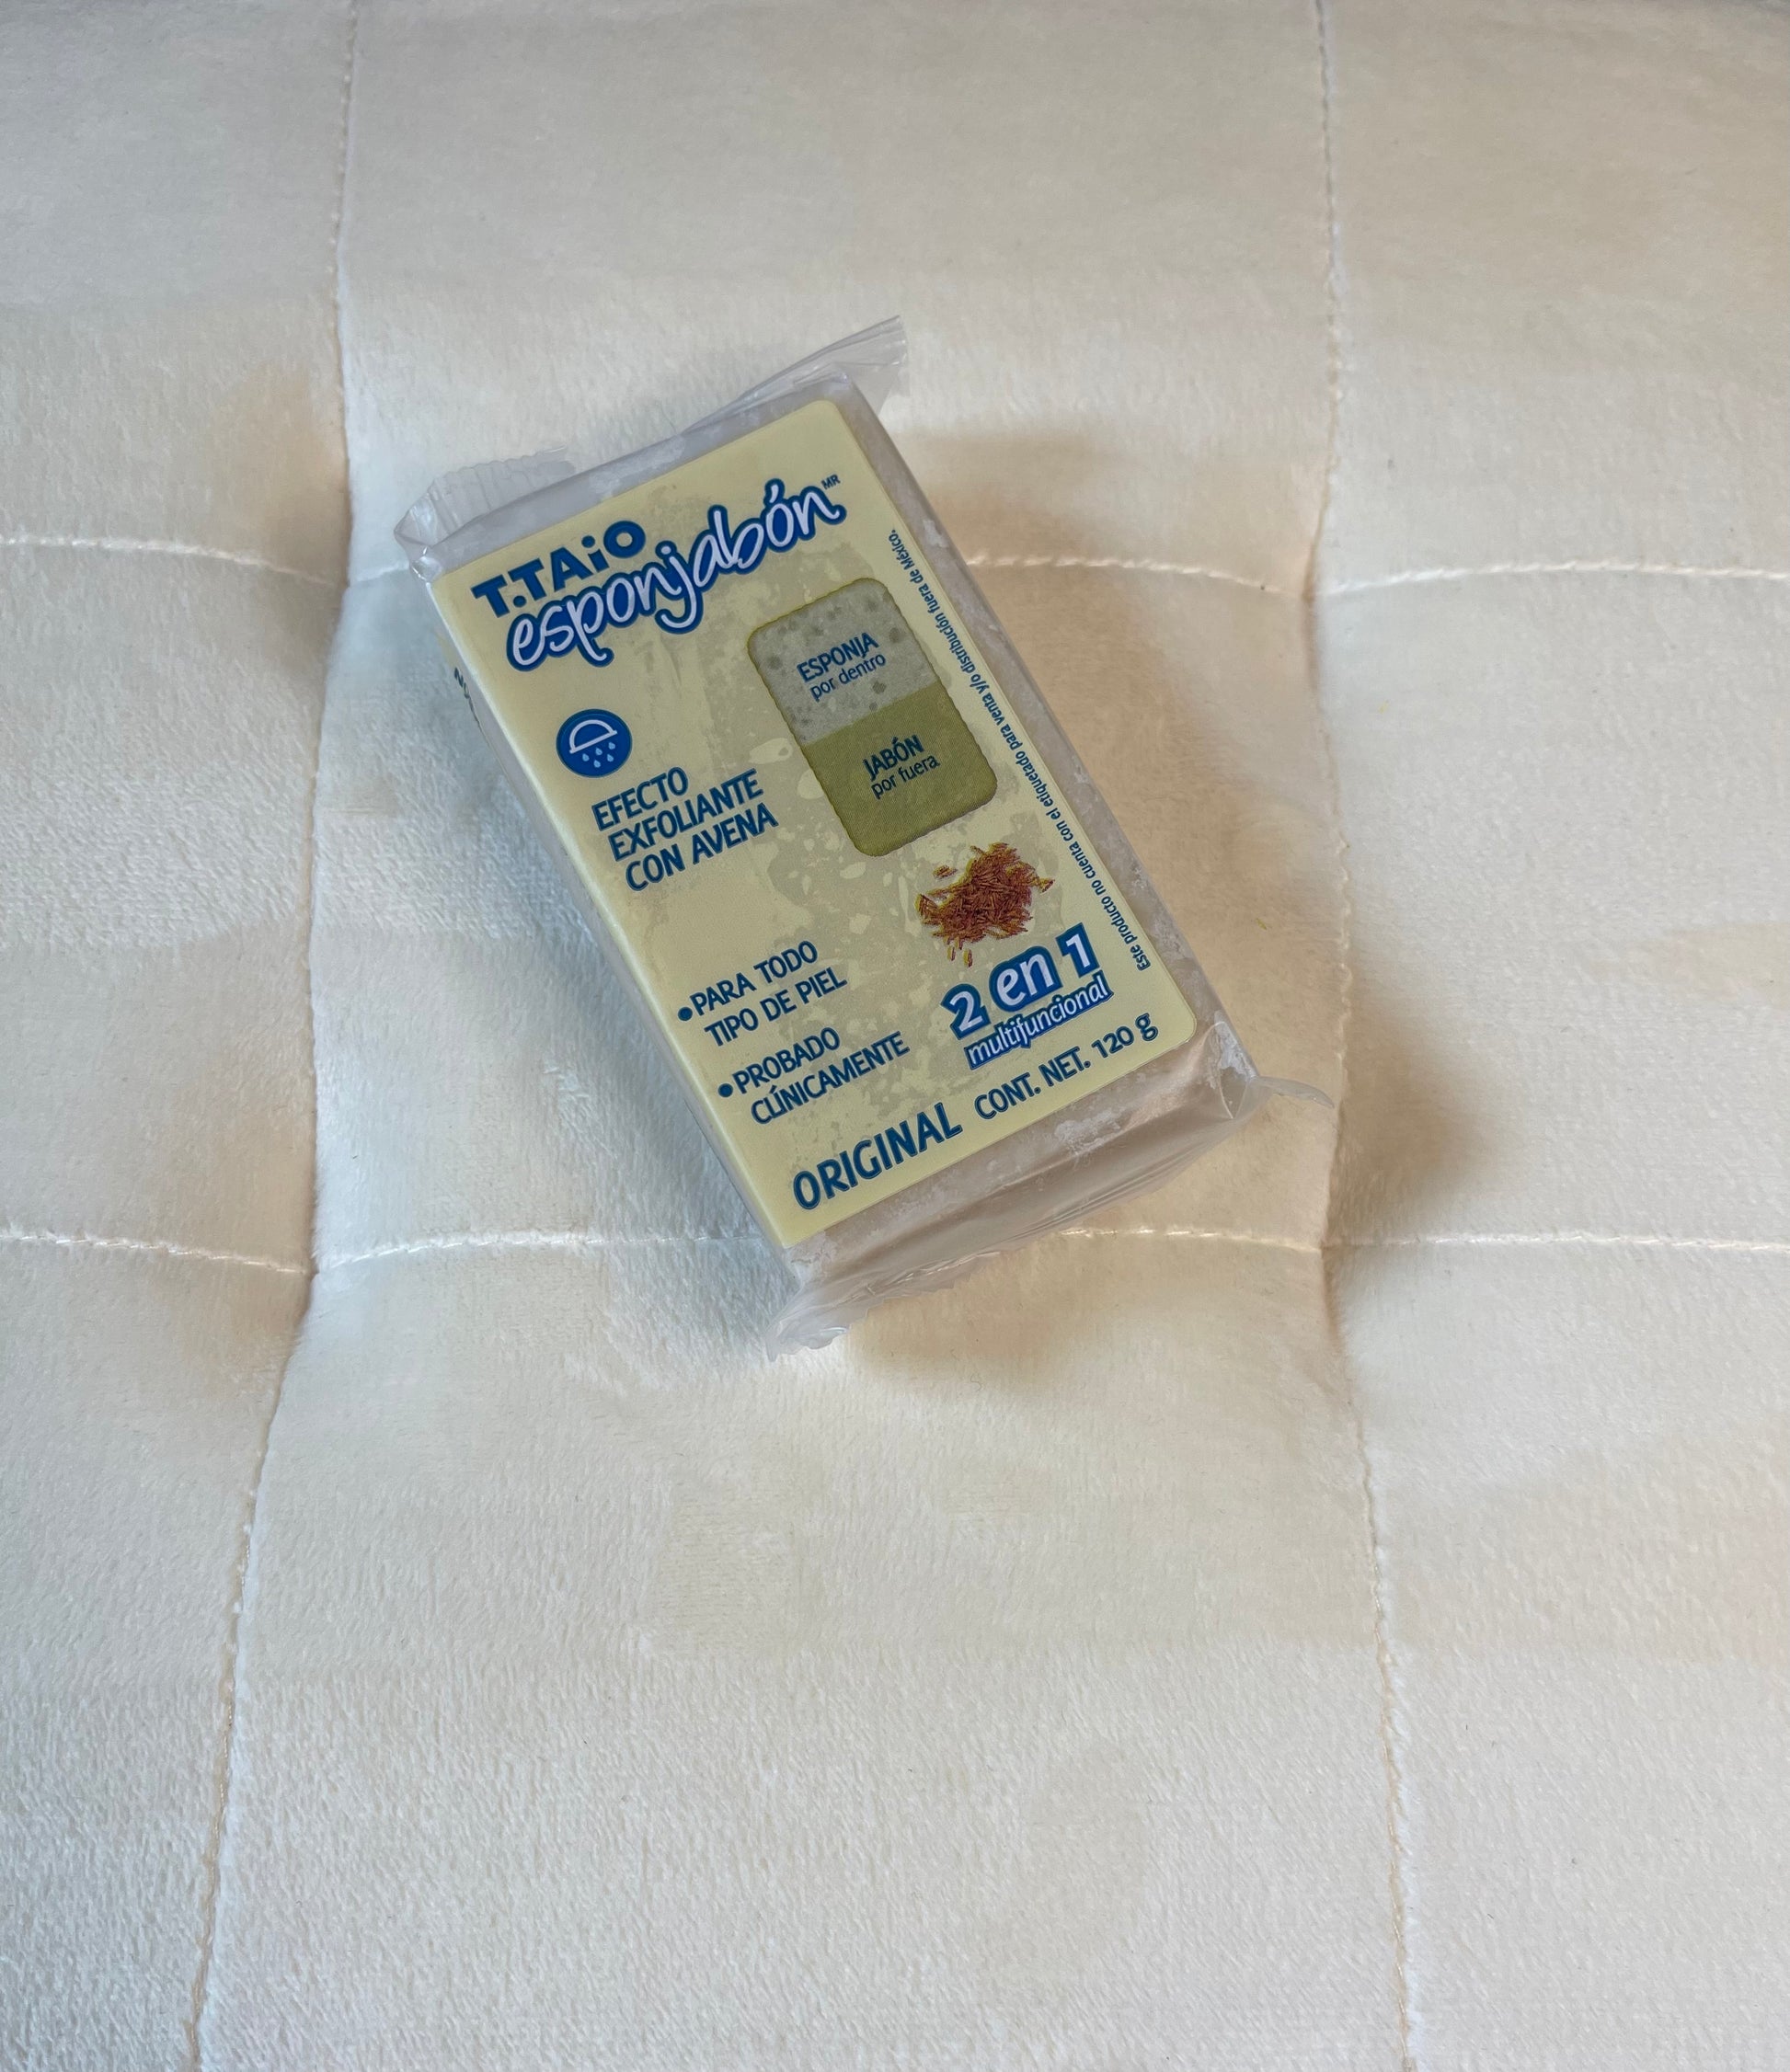 T.TAiO
esponjabón MR
ESPONJA
por dentro
JABÓN
por fuera
EFECTO
EXFOLIANTE
CON AVENA
•PARA TODO
TIPO DE PIEL
•PROBADO
CLÍNICAMENTE
2 en 1
multifuncional
ORIGINAL CONT. NET. 120 g
Este producto no cuenta con el etiquetado para venta y/o distribución fuera de México.